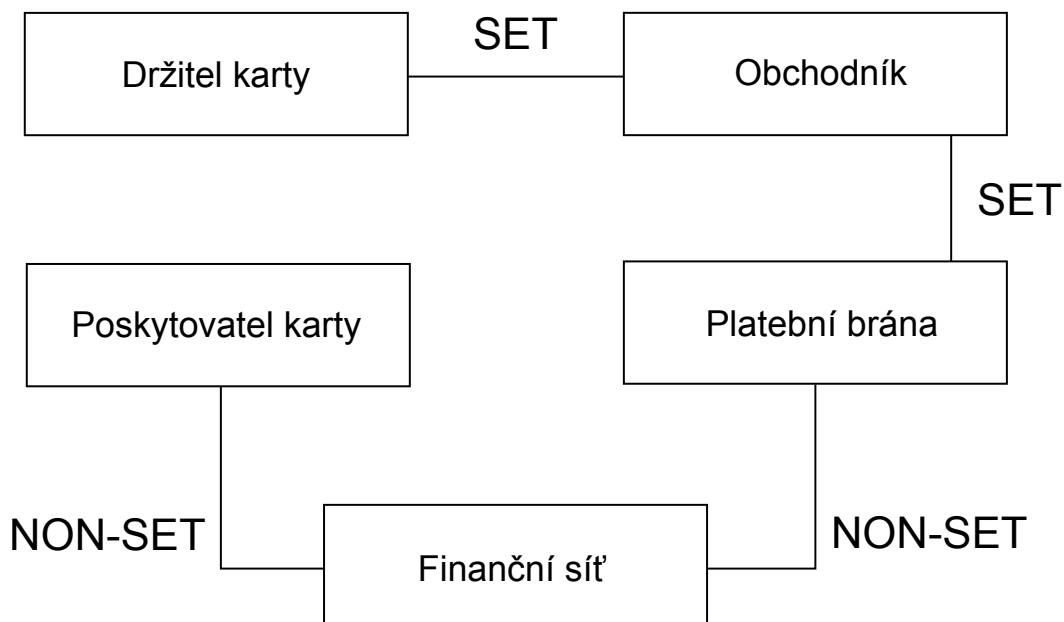 SET
Držitel karty
Obchodník
SET
Poskytovatel karty
Platební brána
NON-SET
Finanční síť
NON-SET